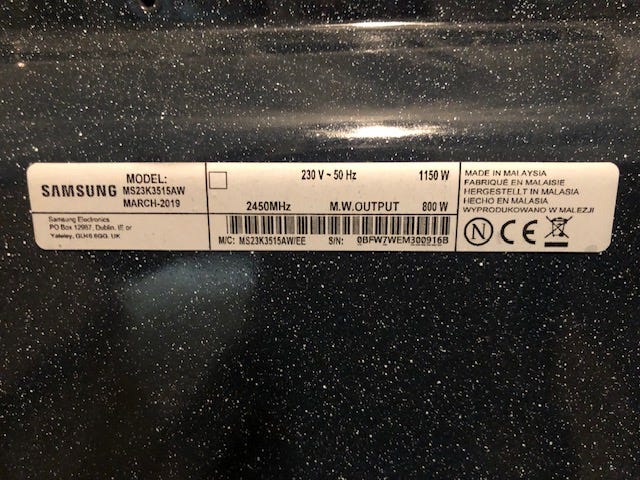 SAMSUNG
MODEL:
MS23K3515AW
MARCH-2019
Samsung Electronics
PO Box 12987, Dublin. IE or
Yateley, GU46 6GG. UK
230 V ~ 50 Hz 1150 W
2450MHz M.W.OUTPUT 800 W
M/C: MS23K3515AW/EE S/N: 0BFW7WEM300916B
MADE IN MALAYSIA
FABRIQUÉ EN MALAISIE
HERGESTELLT IN MALASIA
HECHO EN MALASIA
WYPRODUKOWANO W MALEZJI
N CE